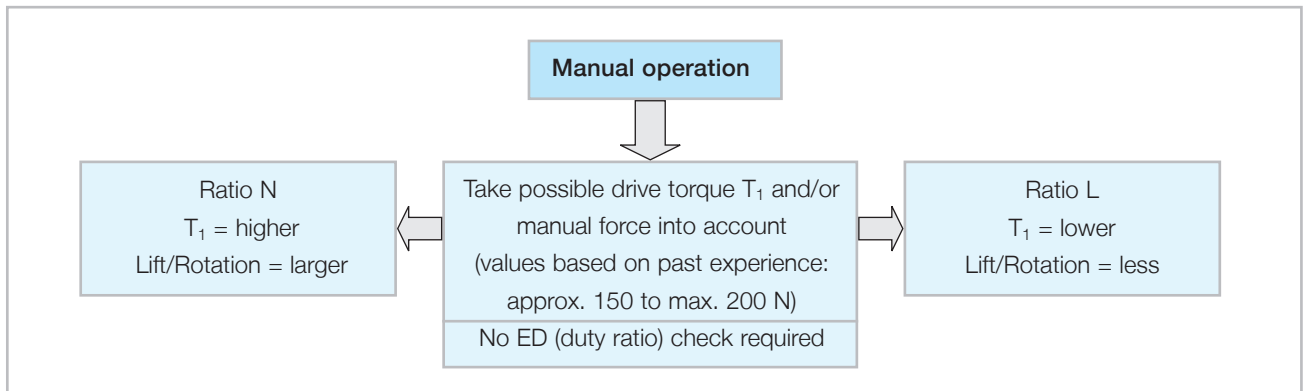 Manual operation
Ratio N
T₁ = higher
Lift/Rotation = larger
Take possible drive torque T₁ and/or
manual force into account
(values based on past experience:
approx. 150 to max. 200 N)
No ED (duty ratio) check required
Ratio L
T₁ = lower
Lift/Rotation = less